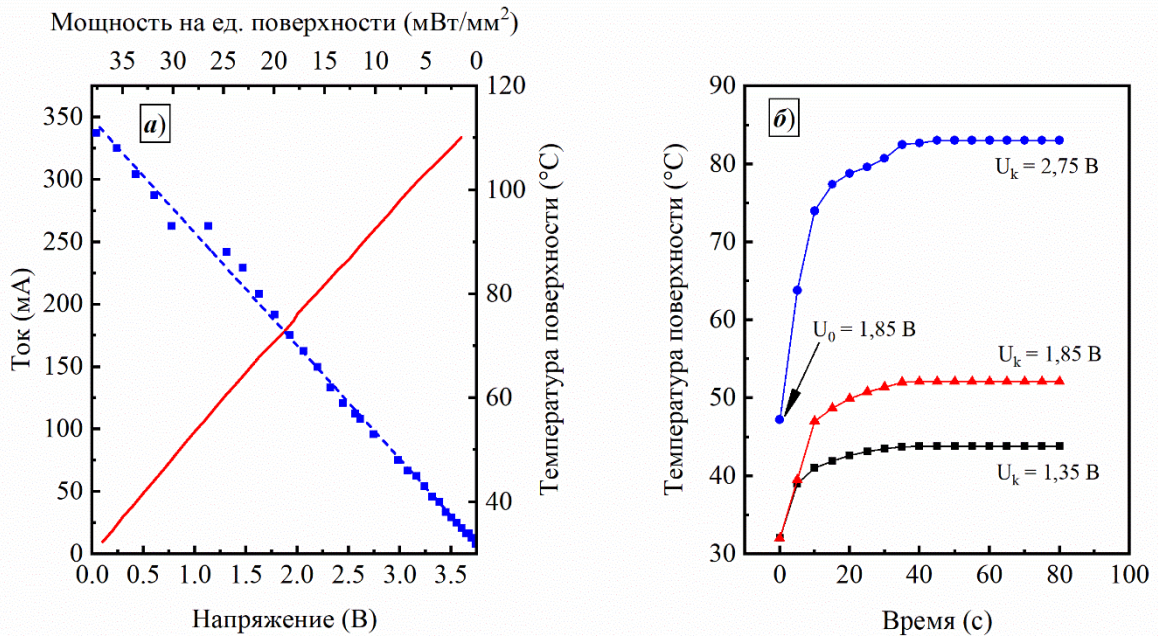 Мощность на ед. поверхности (мВт/мм²)
35 30 25 20 15 10 5 0
а)
Ток (мА)
350
300
250
200
150
100
50
0
0.0 0.5 1.0 1.5 2.0 2.5 3.0 3.5
Напряжение (В)
120
100
80
60
40
Температура поверхности (°C)
б)
Температура поверхности (°C)
90
80
70
60
50
40
30
U₀ = 1,85 В
Uₖ = 2,75 В
Uₖ = 1,85 В
Uₖ = 1,35 В
0 20 40 60 80 100
Время (с)